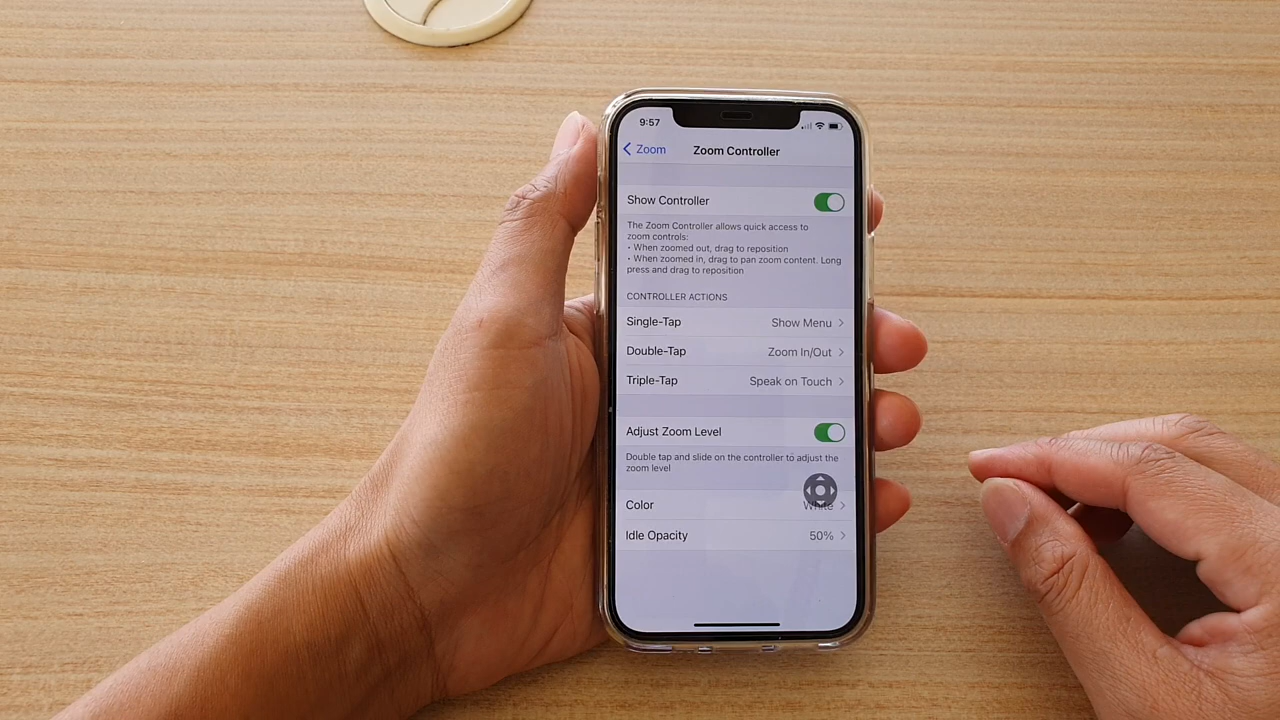 9:57
Zoom
Zoom Controller
Show Controller
The Zoom Controller allows quick access to
zoom controls:
• When zoomed out, drag to reposition
• When zoomed in, drag to pan zoom content. Long
press and drag to reposition
CONTROLLER ACTIONS
Single-Tap Show Menu
Double-Tap Zoom In/Out
Triple-Tap Speak on Touch
Adjust Zoom Level
Double tap and slide on the controller to adjust the
zoom level
Color White
Idle Opacity 50%